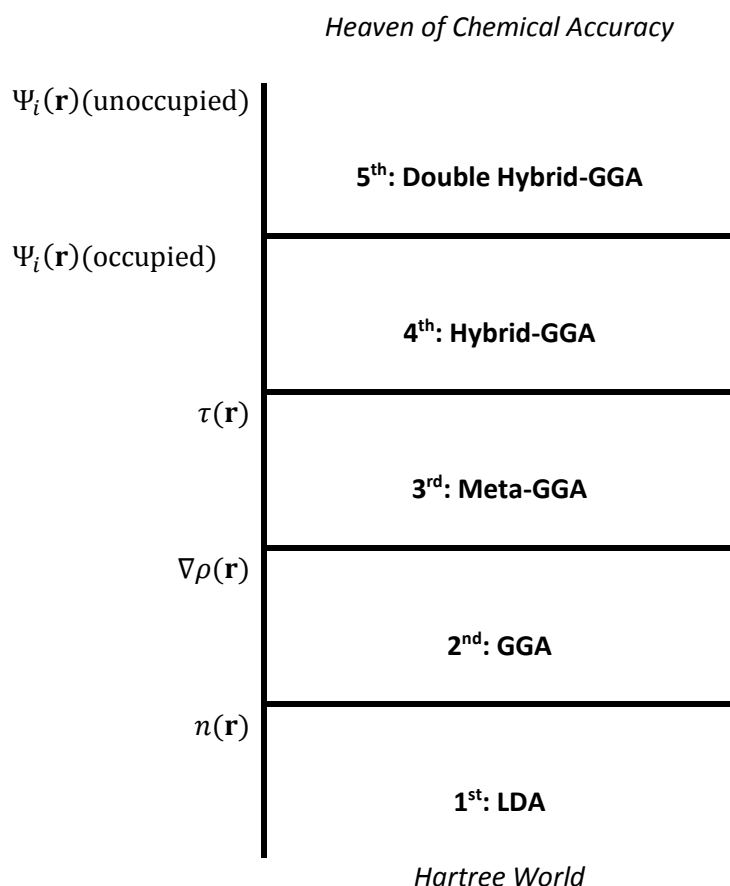 Heaven of Chemical Accuracy
Ψᵢ(𝐫)(unoccupied)
5ᵗʰ: Double Hybrid-GGA
Ψᵢ(𝐫)(occupied)
4ᵗʰ: Hybrid-GGA
τ(𝐫)
3ʳᵈ: Meta-GGA
∇ρ(𝐫)
2ⁿᵈ: GGA
n(𝐫)
1ˢᵗ: LDA
Hartree World